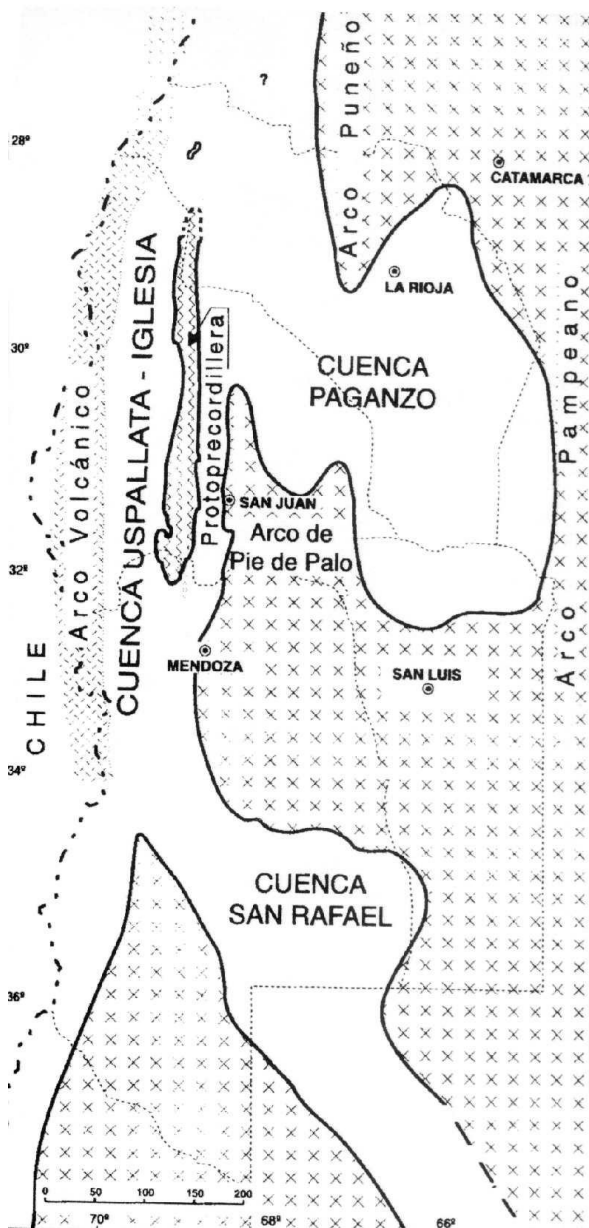 ?
28º
Arco Puneño
CATAMARCA
LA RIOJA
30º
CUENCA
PAGANZO
Protoprecordillera
CUENCA USPALLATA - IGLESIA
Arco Volcánico
Arco Pampeano
SAN JUAN
Arco de
Pie de Palo
32º
MENDOZA
SAN LUIS
CHILE
34º
CUENCA
SAN RAFAEL
36º
0 50 100 150 200
70º 68º 66º